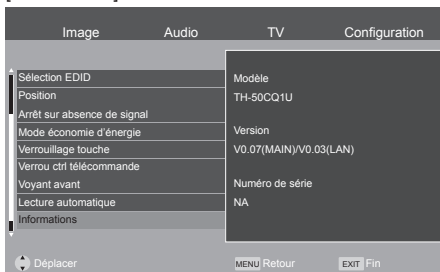 Image Audio TV Configuration
Sélection EDID
Position
Arrêt sur absence de signal
Mode économie d'énergie
Verrouillage touche
Verrou ctrl télécommande
Voyant avant
Lecture automatique
Informations
Modèle
TH-50CQ1U
Version
V0.07(MAIN)/V0.03(LAN)
Numéro de série
NA
Déplacer MENU Retour EXIT Fin